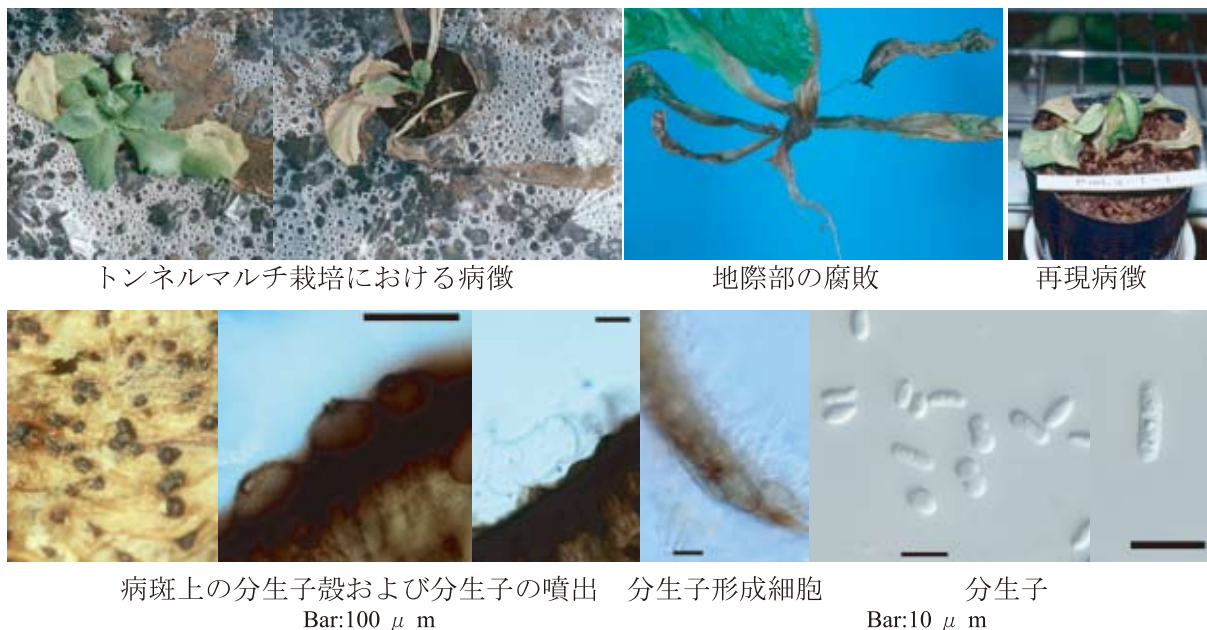 トンネルマルチ栽培における病徴
地際部の腐敗
再現病徴
病斑上の分生子殻および分生子の噴出
分生子形成細胞
分生子
Bar:100 μ m
Bar:10 μ m